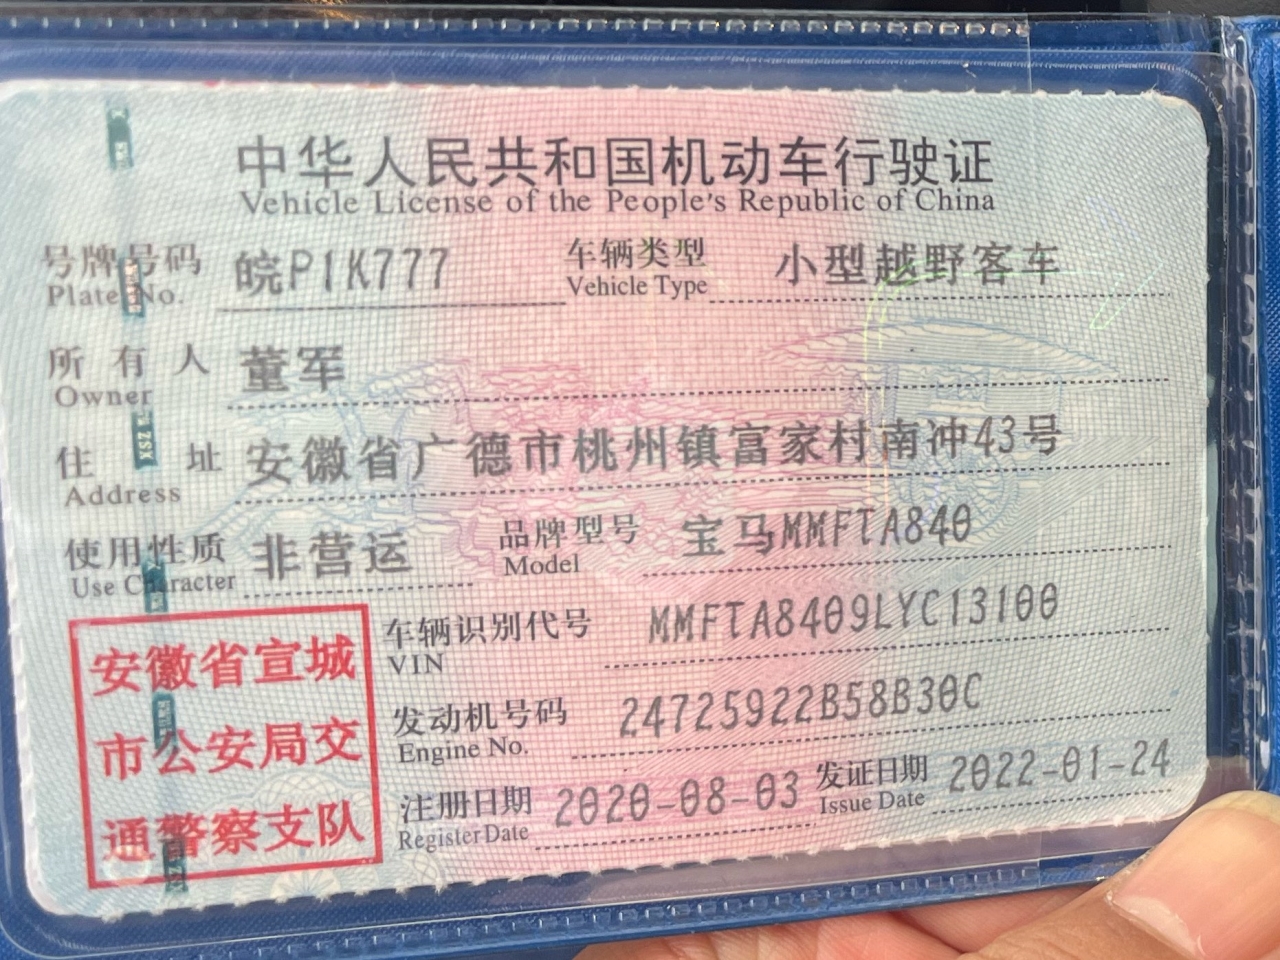 中华人民共和国机动车行驶证
Vehicle License of the People's Republic of China
号牌号码 皖P1K777 车辆类型 小型越野客车
Plate No. Vehicle Type
所有人 董军
Owner
住址 安徽省广德市桃州镇富家村南冲43号
Address
使用性质 非营运 品牌型号 宝马MMFTA840
Use Character Model
车辆识别代号 MMFTA8409LYC13100
VIN
发动机号码 24725922B58B30C
Engine No.
注册日期 2020-08-03 发证日期 2022-01-24
Register Date Issue Date
安徽省宣城
市公安局交
通警察支队